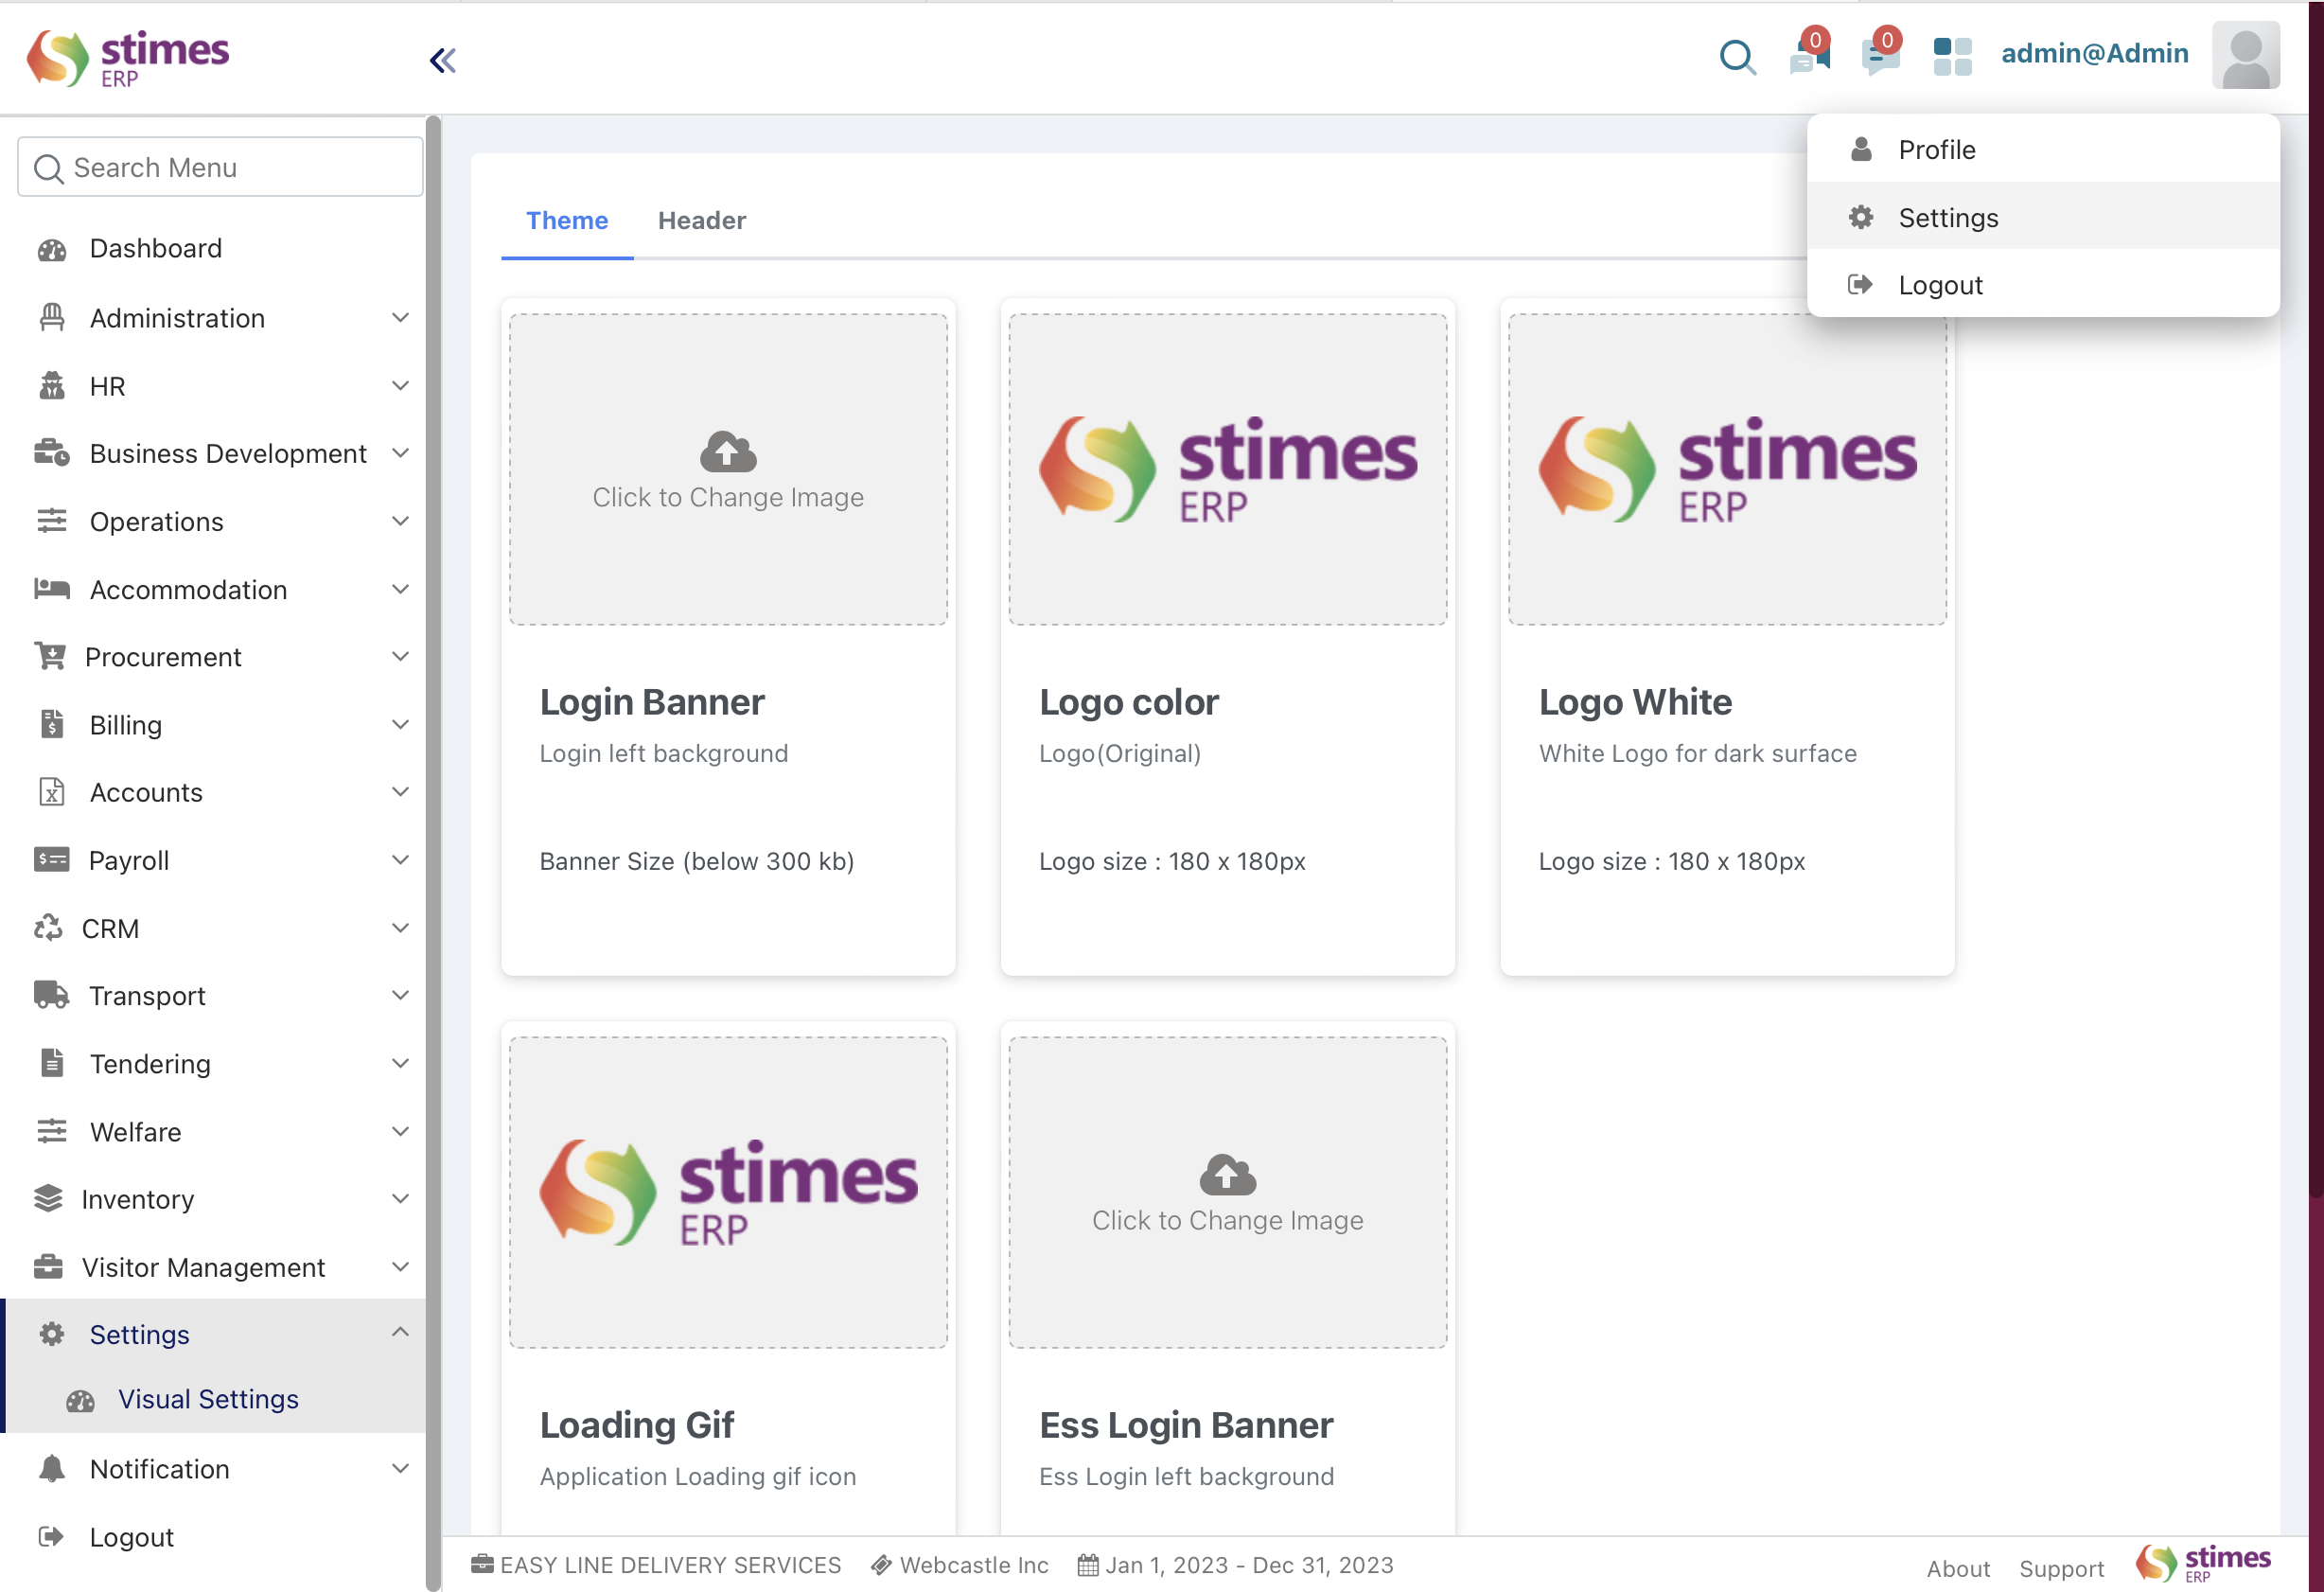 stimes
ERP
0
0
admin@Admin
Search Menu
Dashboard
Administration
HR
Business Development
Operations
Accommodation
Procurement
Billing
Accounts
Payroll
CRM
Transport
Tendering
Welfare
Inventory
Visitor Management
Settings
Visual Settings
Notification
Logout
Profile
Settings
Logout
Theme
Header
Click to Change Image
Login Banner
Login left background
Banner Size (below 300 kb)
stimes
ERP
Logo color
Logo(Original)
Logo size : 180 x 180px
stimes
ERP
Logo White
White Logo for dark surface
Logo size : 180 x 180px
stimes
ERP
Loading Gif
Application Loading gif icon
Click to Change Image
Ess Login Banner
Ess Login left background
EASY LINE DELIVERY SERVICES
Webcastle Inc
Jan 1, 2023 - Dec 31, 2023
About
Support
stimes
ERP